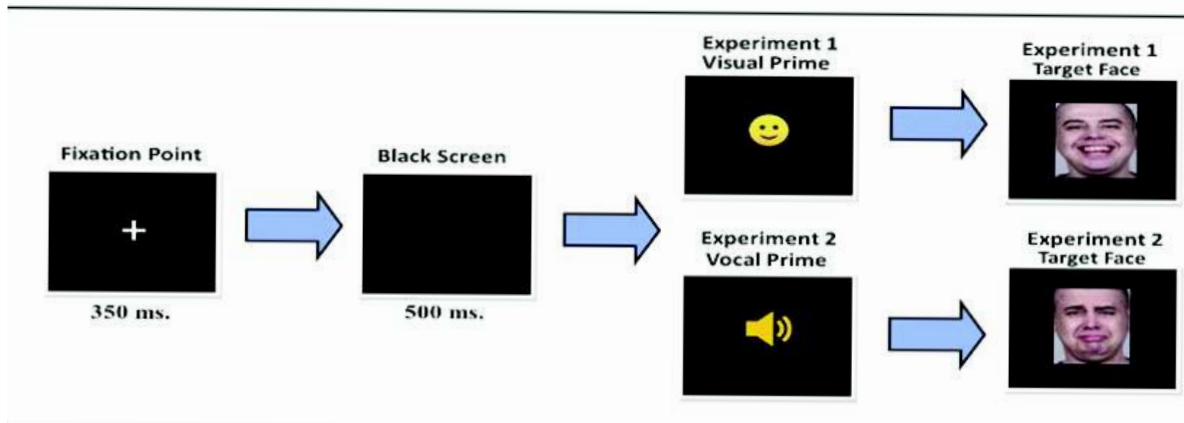 Fixation Point
350 ms.
Black Screen
500 ms.
Experiment 1
Visual Prime
Experiment 1
Target Face
Experiment 2
Vocal Prime
Experiment 2
Target Face